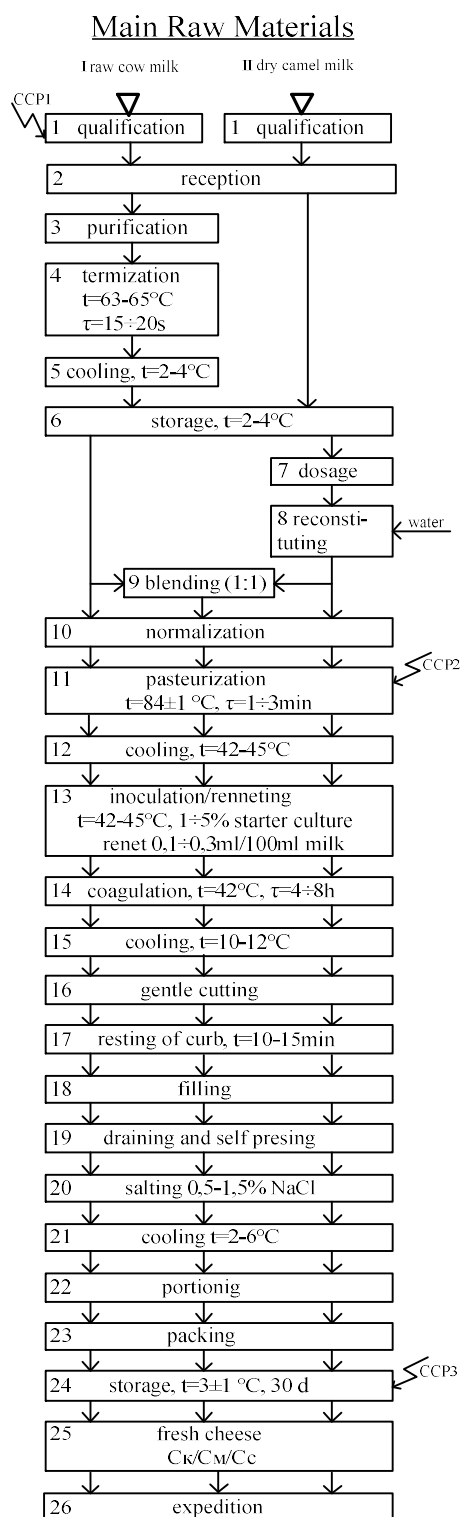 Main Raw Materials
I raw cow milk
II dry camel milk
CCP1
1 qualification
1 qualification
2 reception
3 purification
4 termization
t=63-65°C
τ=15÷20s
5 cooling, t=2-4°C
6 storage, t=2-4°C
7 dosage
8 reconsti-
tuting
water
9 blending (1:1)
10 normalization
CCP2
11 pasteurization
t=84±1 °C, τ=1÷3min
12 cooling, t=42-45°C
13 inoculation/renneting
t=42-45°C, 1÷5% starter culture
renet 0,1÷0,3ml/100ml milk
14 coagulation, t=42°C, τ=4÷8h
15 cooling, t=10-12°C
16 gentle cutting
17 resting of curb, t=10-15min
18 filling
19 draining and self presing
20 salting 0,5-1,5% NaCl
21 cooling t=2-6°C
22 portionig
23 packing
CCP3
24 storage, t=3±1 °C, 30 d
25 fresh cheese
Cк/Cм/Cc
26 expedition